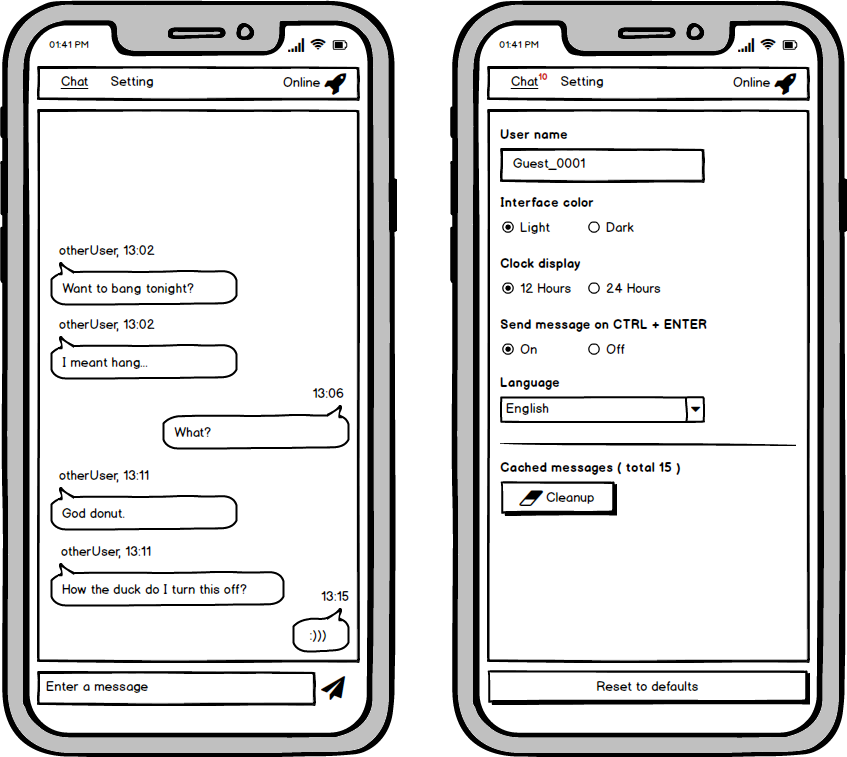 01:41 PM
Chat Setting Online
otherUser, 13:02
Want to bang tonight?
otherUser, 13:02
I meant hang...
13:06
What?
otherUser, 13:11
God donut.
otherUser, 13:11
How the duck do I turn this off?
13:15
:)))
Enter a message
01:41 PM
Chat10 Setting Online
User name
Guest_0001
Interface color
Light Dark
Clock display
12 Hours 24 Hours
Send message on CTRL + ENTER
On Off
Language
English
Cached messages ( total 15 )
Cleanup
Reset to defaults